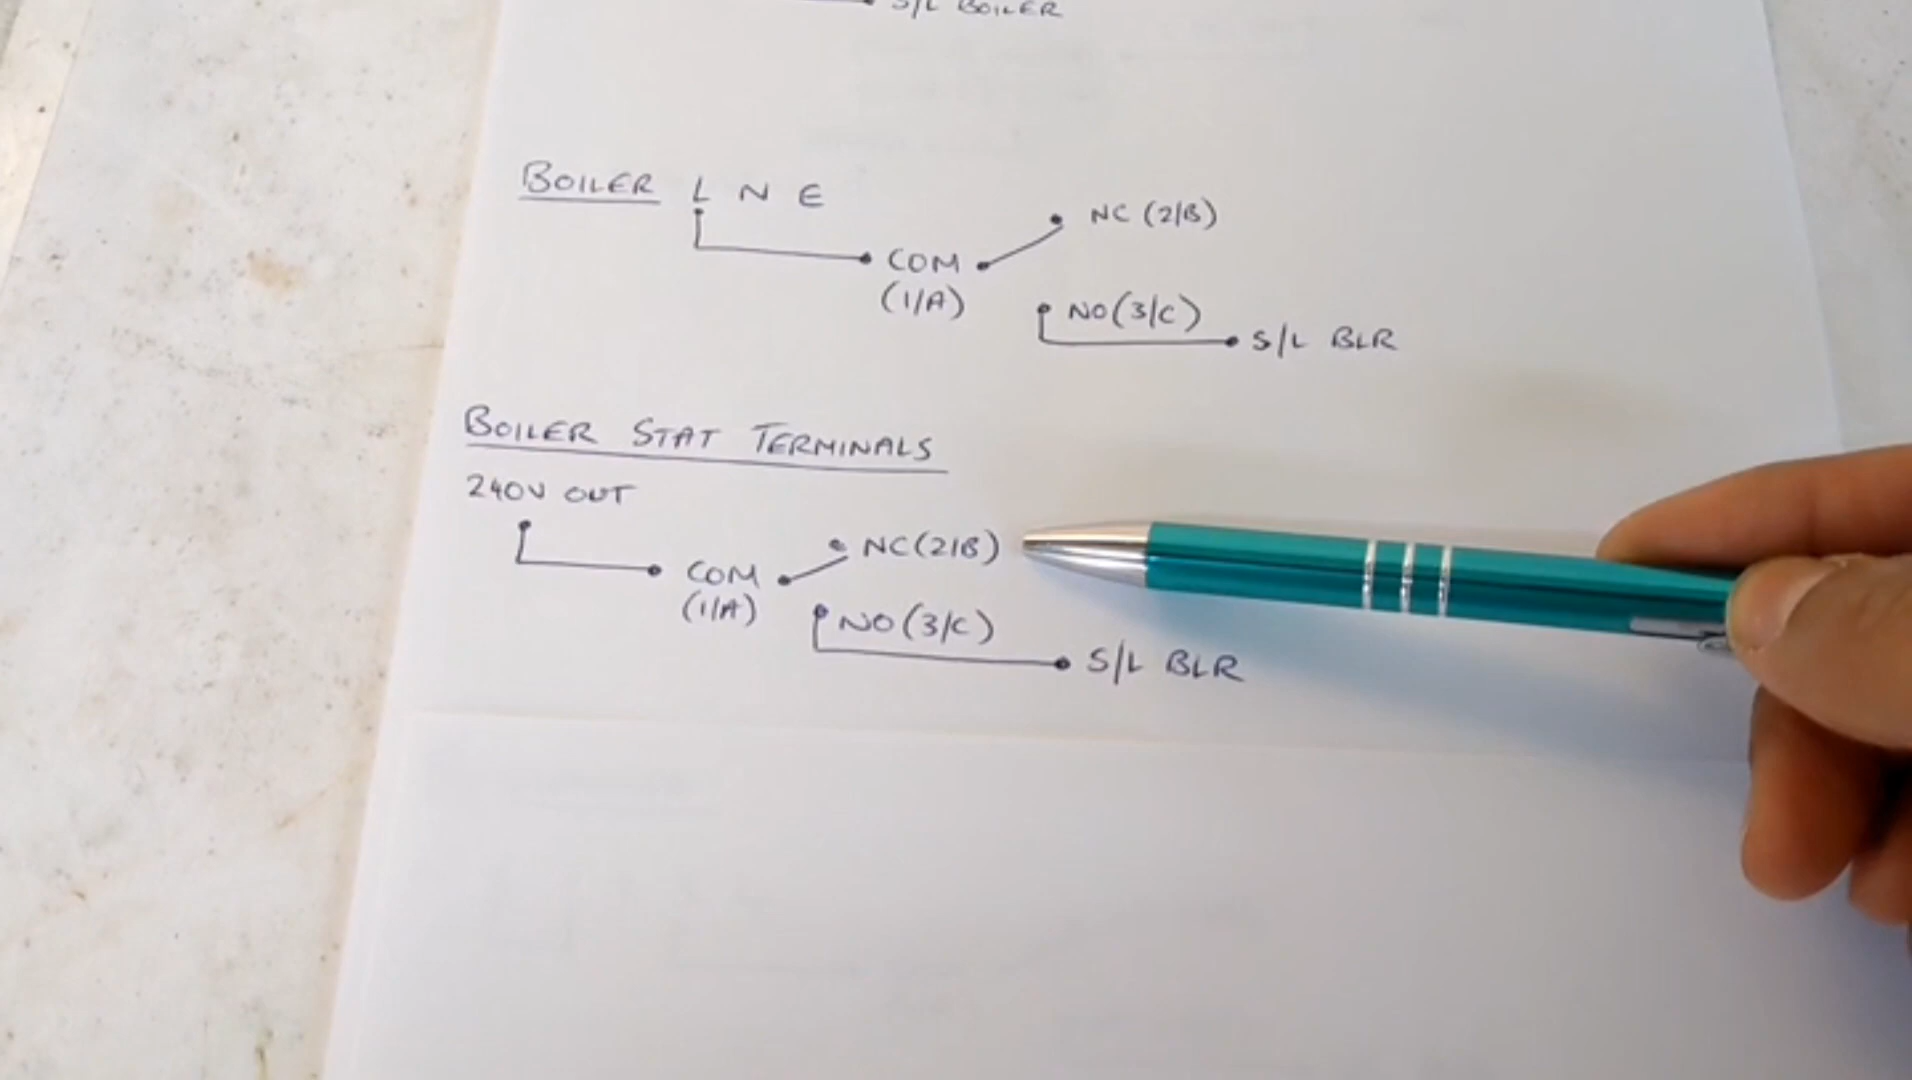 S/L BOILER
BOILER L N E
NC (2/B)
COM
(1/A)
NO (3/C)
S/L BLR
BOILER STAT TERMINALS
240V OUT
NC (2/B)
COM
(1/A)
NO (3/C)
S/L BLR